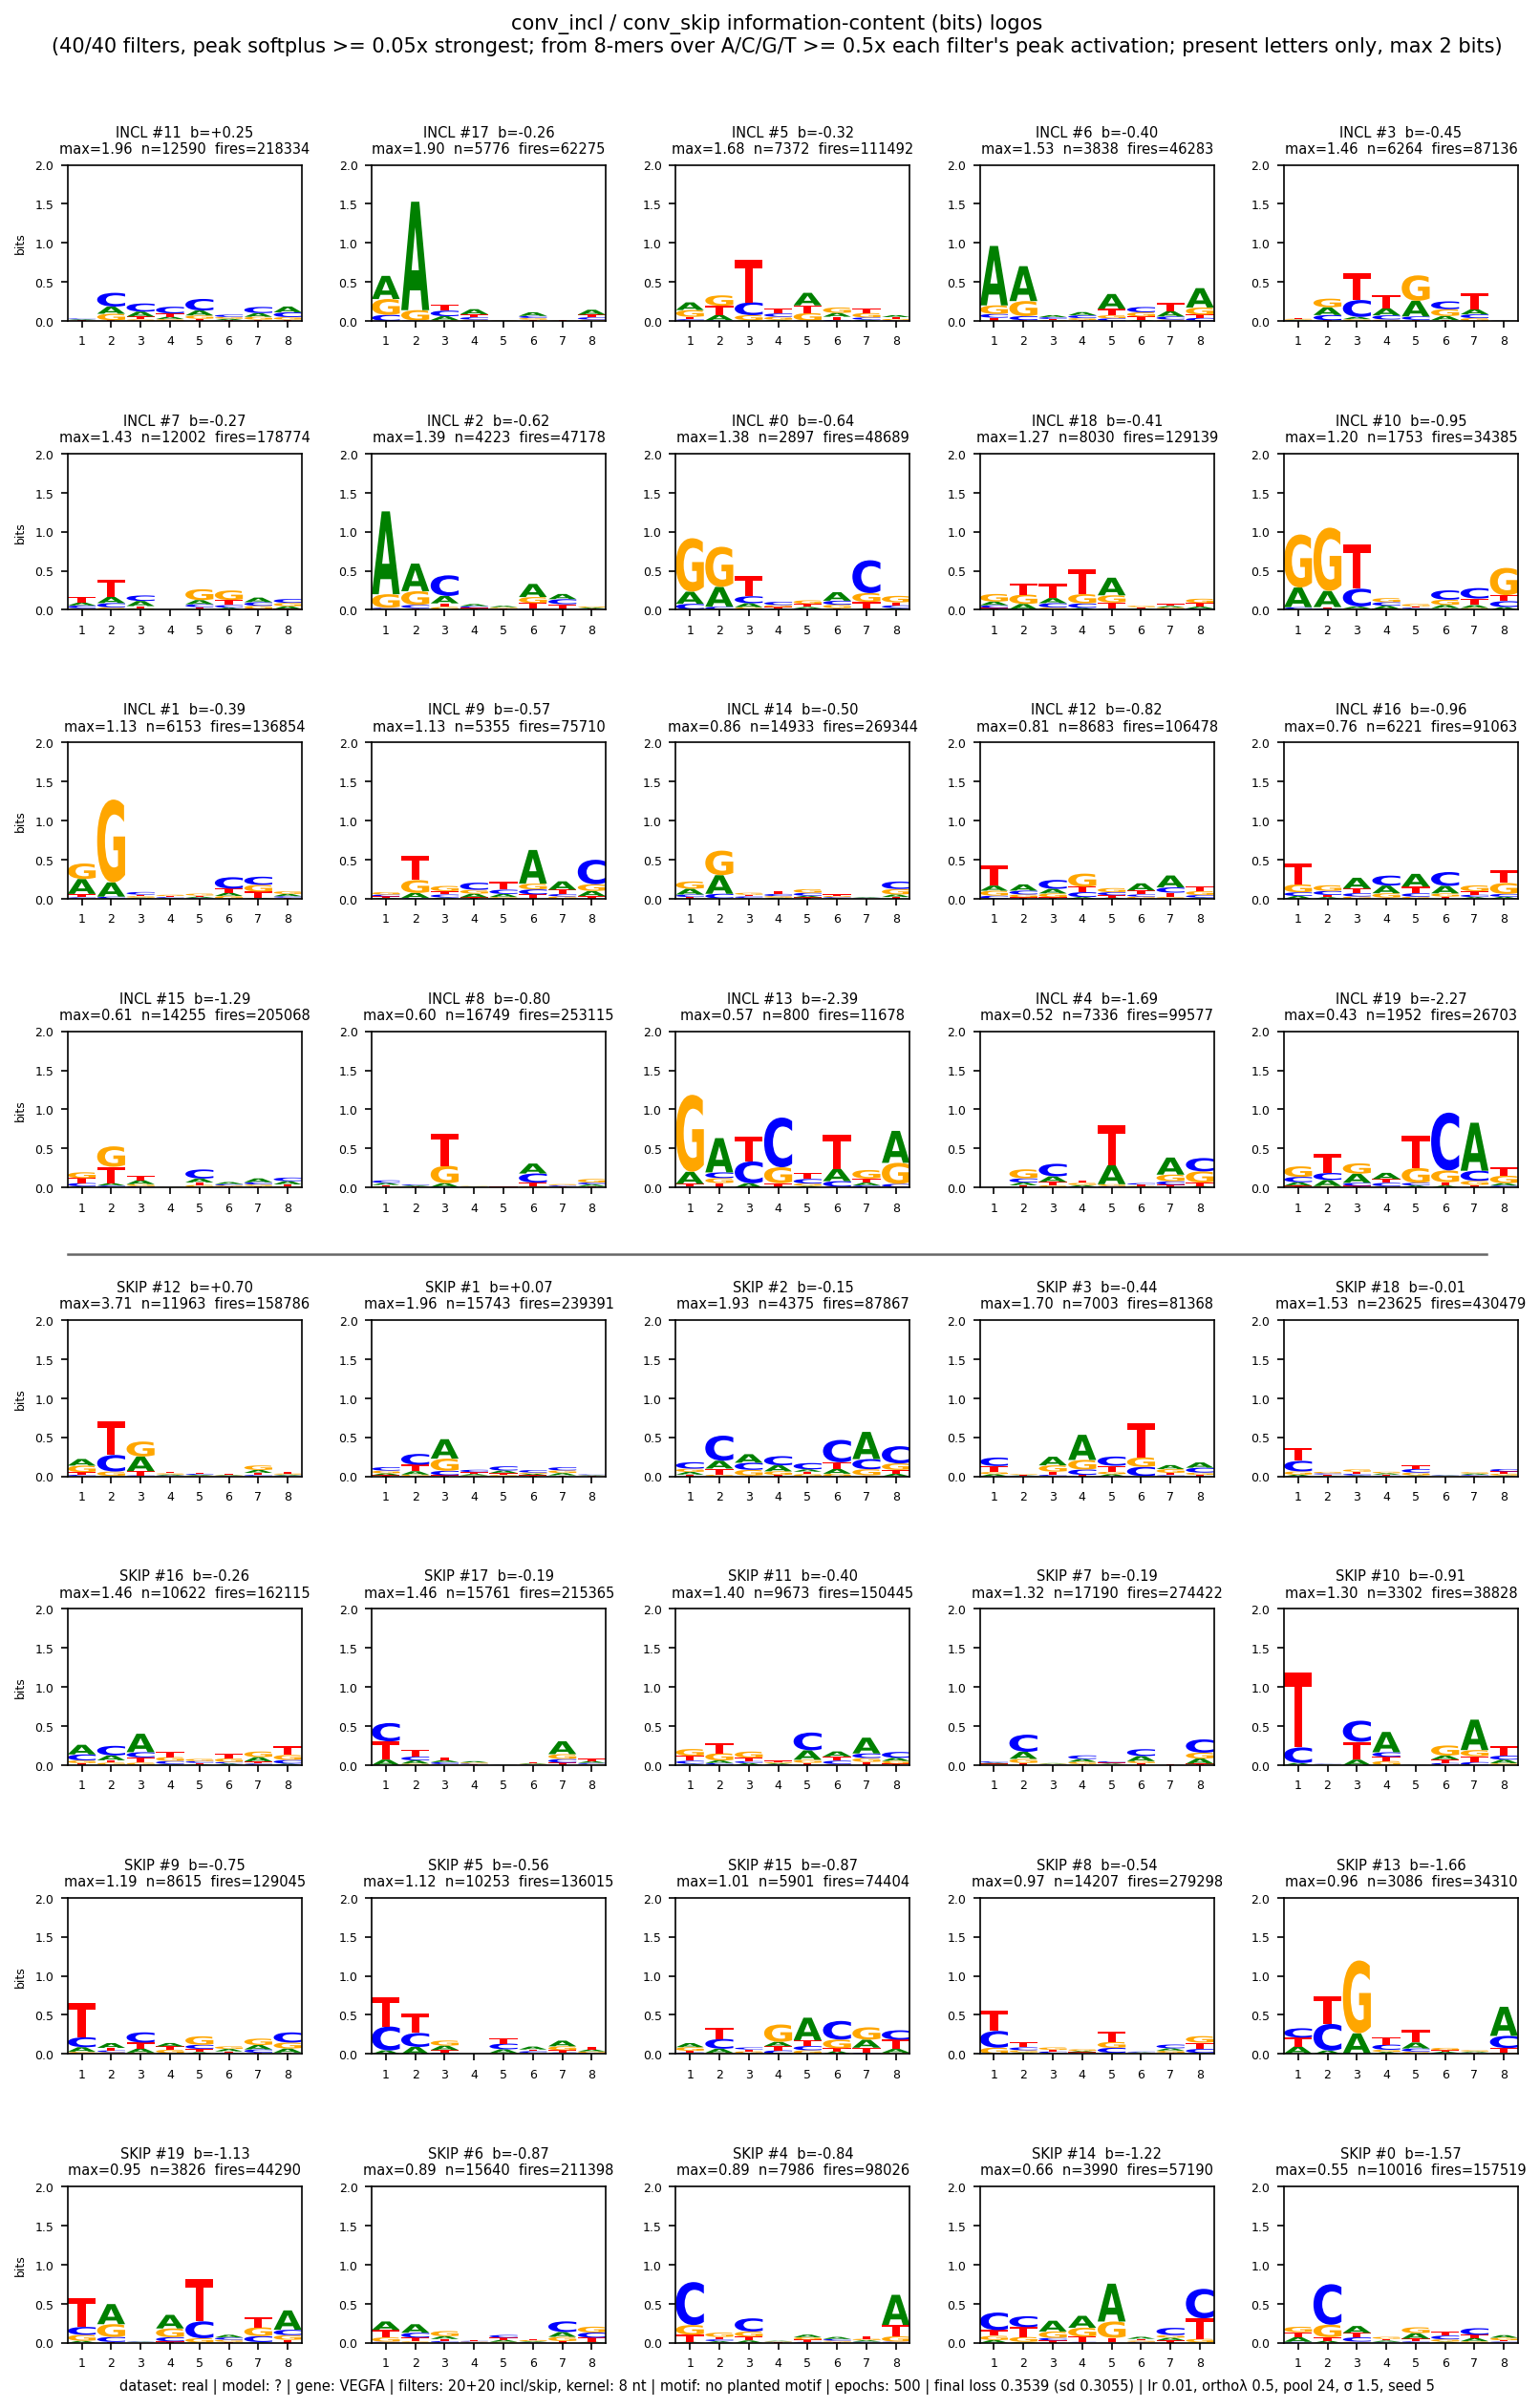 conv_incl / conv_skip information-content (bits) logos
(40/40 filters, peak softplus >= 0.05x strongest; from 8-mers over A/C/G/T >= 0.5x each filter's peak activation; present letters only, max 2 bits)
INCL #11 b=+0.25
max=1.96 n=12590 fires=218334
INCL #17 b=-0.26
max=1.90 n=5776 fires=62275
INCL #5 b=-0.32
max=1.68 n=7372 fires=111492
INCL #6 b=-0.40
max=1.53 n=3838 fires=46283
INCL #3 b=-0.45
max=1.46 n=6264 fires=87136
INCL #7 b=-0.27
max=1.43 n=12002 fires=178774
INCL #2 b=-0.62
max=1.39 n=4223 fires=47178
INCL #0 b=-0.64
max=1.38 n=2897 fires=48689
INCL #18 b=-0.41
max=1.27 n=8030 fires=129139
INCL #10 b=-0.95
max=1.20 n=1753 fires=34385
INCL #1 b=-0.39
max=1.13 n=6153 fires=136854
INCL #9 b=-0.57
max=1.13 n=5355 fires=75710
INCL #14 b=-0.50
max=0.86 n=14933 fires=269344
INCL #12 b=-0.82
max=0.81 n=8683 fires=106478
INCL #16 b=-0.96
max=0.76 n=6221 fires=91063
INCL #15 b=-1.29
max=0.61 n=14255 fires=205068
INCL #8 b=-0.80
max=0.60 n=16749 fires=253115
INCL #13 b=-2.39
max=0.57 n=800 fires=11678
INCL #4 b=-1.69
max=0.52 n=7336 fires=99577
INCL #19 b=-2.27
max=0.43 n=1952 fires=26703
SKIP #12 b=+0.70
max=3.71 n=11963 fires=158786
SKIP #1 b=+0.07
max=1.96 n=15743 fires=239391
SKIP #2 b=-0.15
max=1.93 n=4375 fires=87867
SKIP #3 b=-0.44
max=1.70 n=7003 fires=81368
SKIP #18 b=-0.01
max=1.53 n=23625 fires=430479
SKIP #16 b=-0.26
max=1.46 n=10622 fires=162115
SKIP #17 b=-0.19
max=1.46 n=15761 fires=215365
SKIP #11 b=-0.40
max=1.40 n=9673 fires=150445
SKIP #7 b=-0.19
max=1.32 n=17190 fires=274422
SKIP #10 b=-0.91
max=1.30 n=3302 fires=38828
SKIP #9 b=-0.75
max=1.19 n=8615 fires=129045
SKIP #5 b=-0.56
max=1.12 n=10253 fires=136015
SKIP #15 b=-0.87
max=1.01 n=5901 fires=74404
SKIP #8 b=-0.54
max=0.97 n=14207 fires=279298
SKIP #13 b=-1.66
max=0.96 n=3086 fires=34310
SKIP #19 b=-1.13
max=0.95 n=3826 fires=44290
SKIP #6 b=-0.87
max=0.89 n=15640 fires=211398
SKIP #4 b=-0.84
max=0.89 n=7986 fires=98026
SKIP #14 b=-1.22
max=0.66 n=3990 fires=57190
SKIP #0 b=-1.57
max=0.55 n=10016 fires=157519
bits
2.0
1.5
1.0
0.5
0.0
1 2 3 4 5 6 7 8
dataset: real | model: ? | gene: VEGFA | filters: 20+20 incl/skip, kernel: 8 nt | motif: no planted motif | epochs: 500 | final loss 0.3539 (sd 0.3055) | lr 0.01, orthoλ 0.5, pool 24, σ 1.5, seed 5